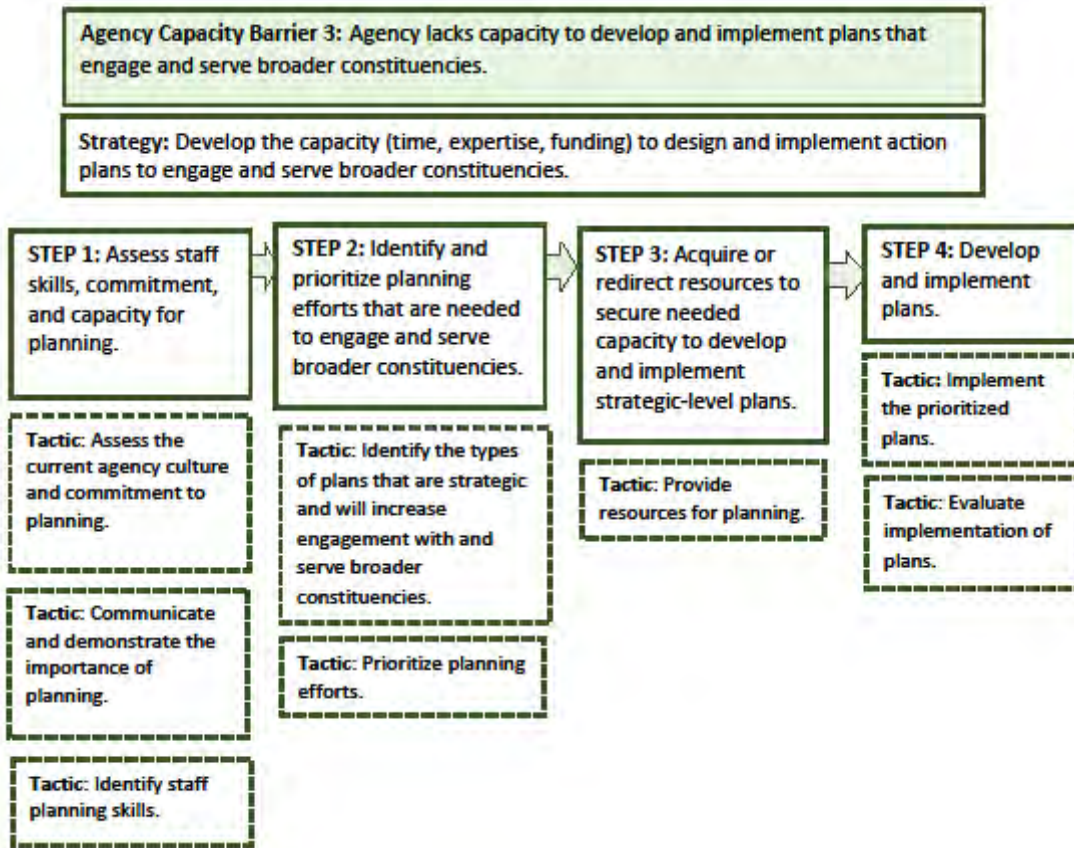 Agency Capacity Barrier 3: Agency lacks capacity to develop and implement plans that
engage and serve broader constituencies.
Strategy: Develop the capacity (time, expertise, funding) to design and implement action
plans to engage and serve broader constituencies.
STEP 1: Assess staff
skills, commitment,
and capacity for
planning.
Tactic: Assess the
current agency culture
and commitment to
planning.
Tactic: Communicate
and demonstrate the
importance of
planning.
Tactic: Identify staff
planning skills.
STEP 2: Identify and
prioritize planning
efforts that are needed
to engage and serve
broader constituencies.
Tactic: Identify the types
of plans that are strategic
and will increase
engagement with and
serve broader
constituencies.
Tactic: Prioritize planning
efforts.
STEP 3: Acquire or
redirect resources to
secure needed
capacity to develop
and implement
strategic-level plans.
Tactic: Provide
resources for planning.
STEP 4: Develop
and implement
plans.
Tactic: Implement
the prioritized
plans.
Tactic: Evaluate
implementation of
plans.